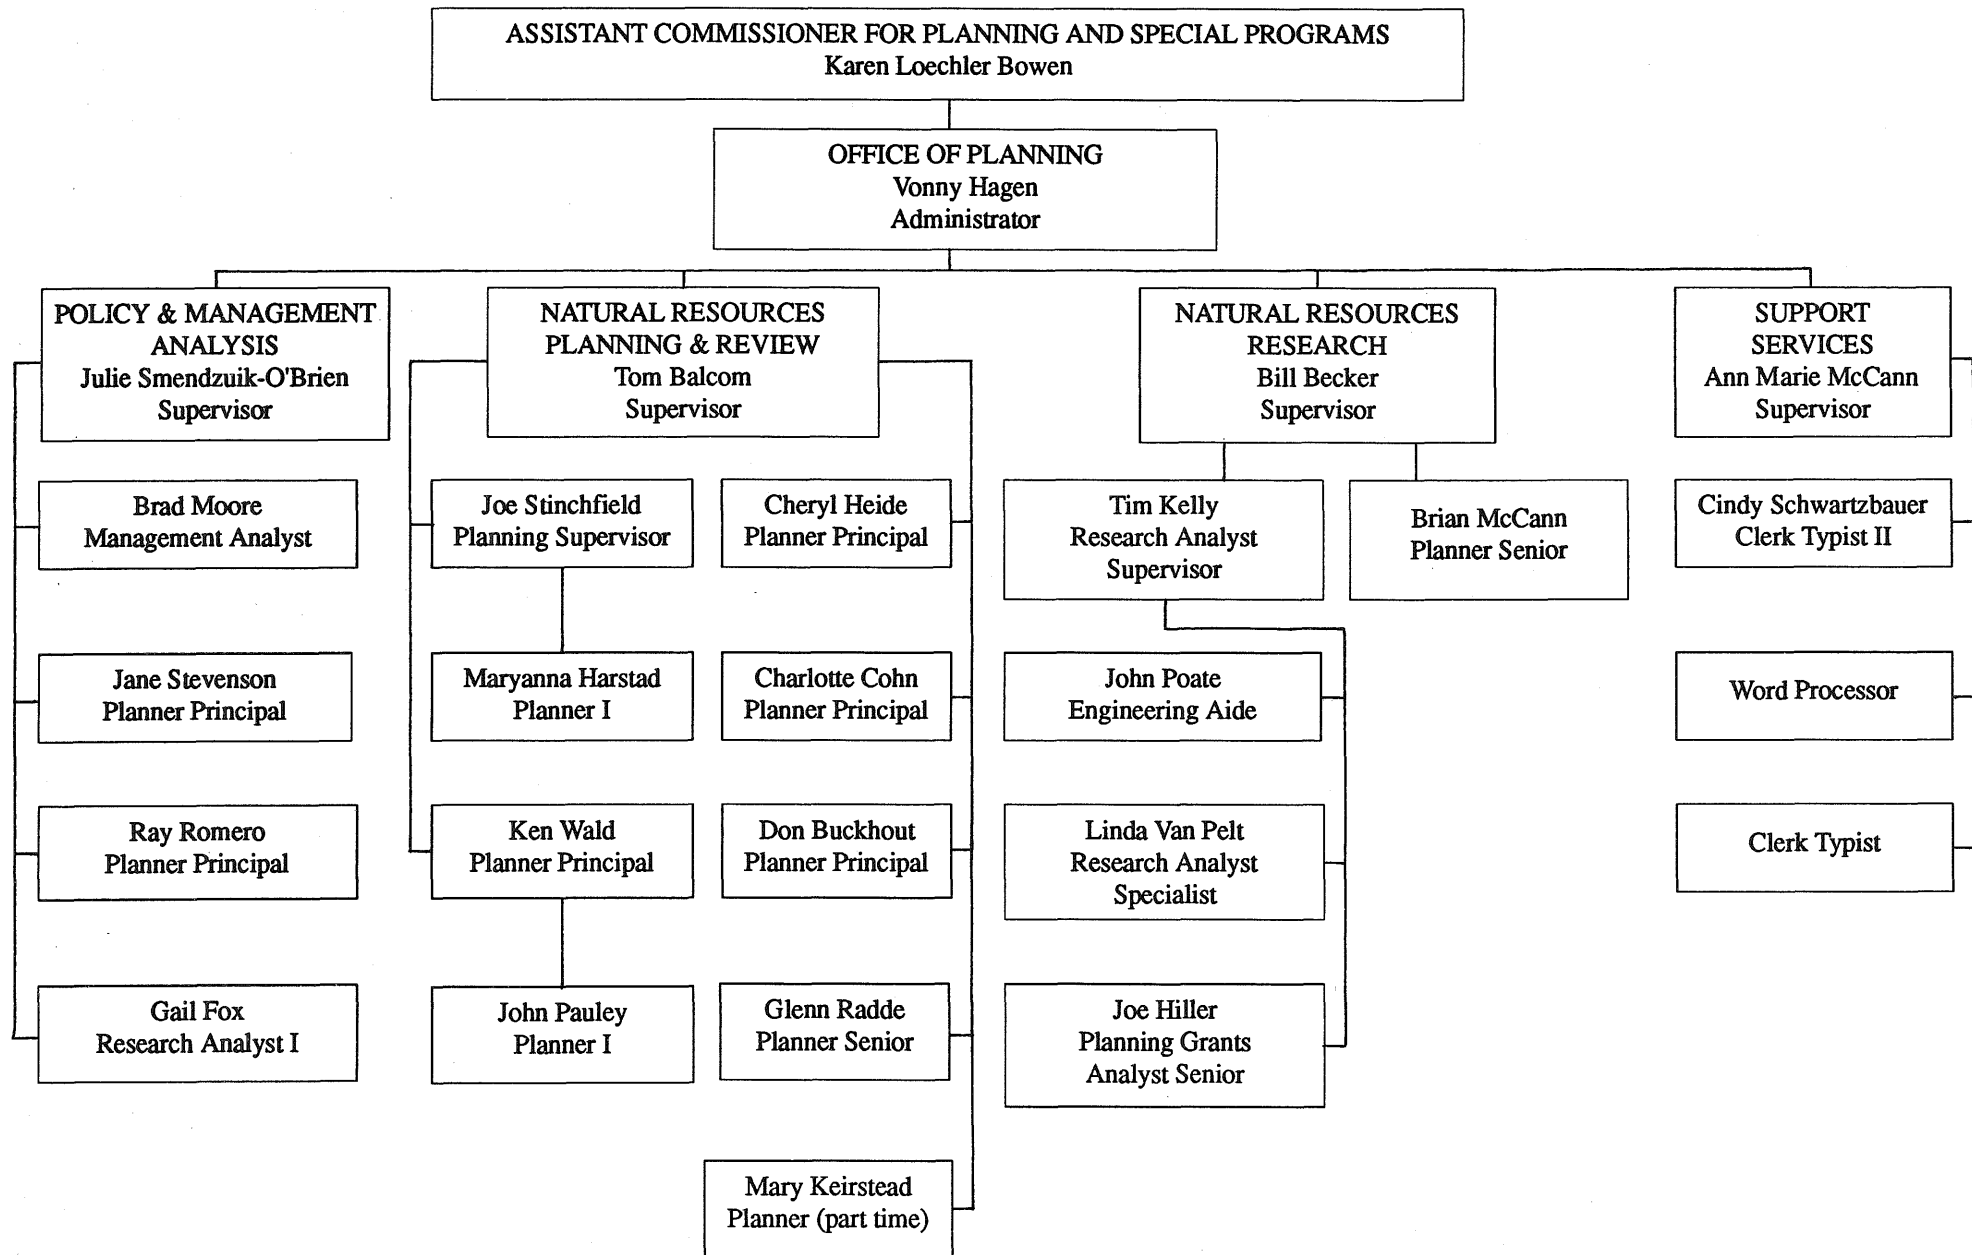 ASSISTANT COMMISSIONER FOR PLANNING AND SPECIAL PROGRAMS
Karen Loechler Bowen
OFFICE OF PLANNING
Vonny Hagen
Administrator
POLICY & MANAGEMENT
ANALYSIS
Julie Smendzuik-O'Brien
Supervisor
NATURAL RESOURCES
PLANNING & REVIEW
Tom Balcom
Supervisor
NATURAL RESOURCES
RESEARCH
Bill Becker
Supervisor
SUPPORT
SERVICES
Ann Marie McCann
Supervisor
Brad Moore
Management Analyst
Joe Stinchfield
Planning Supervisor
Cheryl Heide
Planner Principal
Tim Kelly
Research Analyst
Supervisor
Brian McCann
Planner Senior
Cindy Schwartzbauer
Clerk Typist II
Jane Stevenson
Planner Principal
Maryanna Harstad
Planner I
Charlotte Cohn
Planner Principal
John Poate
Engineering Aide
Word Processor
Ray Romero
Planner Principal
Ken Wald
Planner Principal
Don Buckhout
Planner Principal
Linda Van Pelt
Research Analyst
Specialist
Clerk Typist
Gail Fox
Research Analyst I
John Pauley
Planner I
Glenn Radde
Planner Senior
Joe Hiller
Planning Grants
Analyst Senior
Mary Keirstead
Planner (part time)